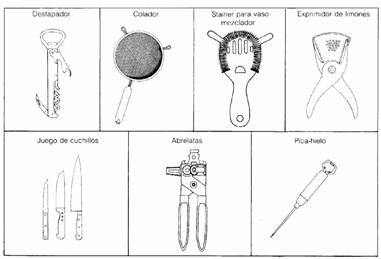 Destapador
Colador
Stainer para vaso
mezclador
Exprimidor de limones
Juego de cuchillos
Abrelatas
Pica-hielo